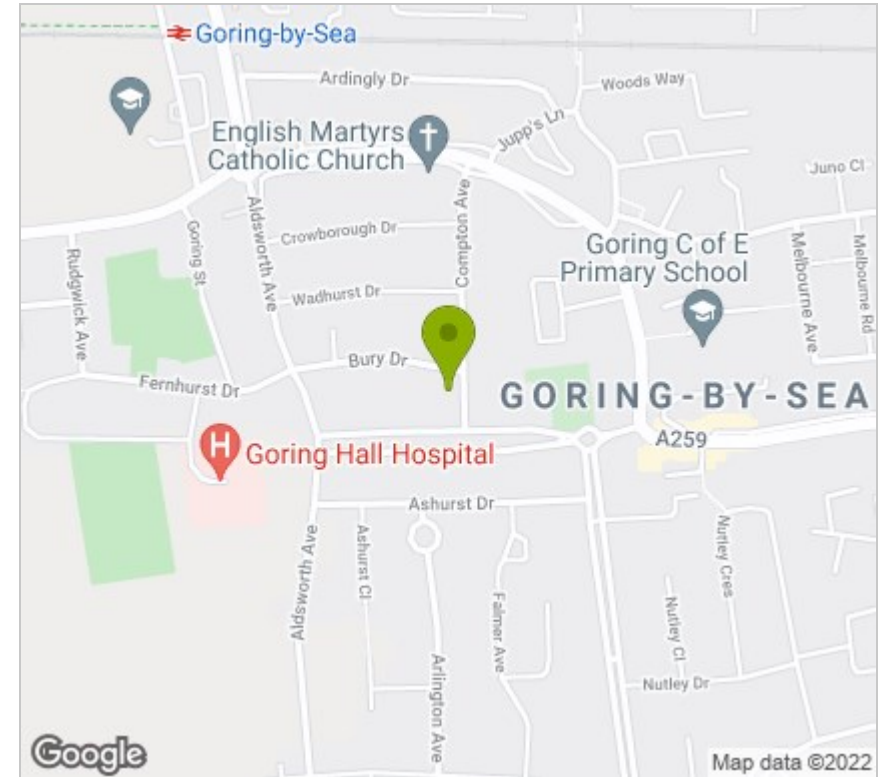 Goring-by-Sea
Ardingly Dr
Woods Way
English Martyrs
Catholic Church
Jupp's Ln
Juno Cl
Goring St
Aldsworth Ave
Crowborough Dr
Compton Ave
Goring C of E
Primary School
Rudgwick Ave
Melbourne Ave
Melbourne Rd
Wadhurst Dr
Bury Dr
Fernhurst Dr
GORING-BY-SEA
A259
H
Goring Hall Hospital
Ashurst Dr
Aldsworth Ave
Ashurst Cl
Falmer Ave
Nutley Cres
Nutley Cl
Arlington Ave
Nutley Dr
Google
Map data ©2022